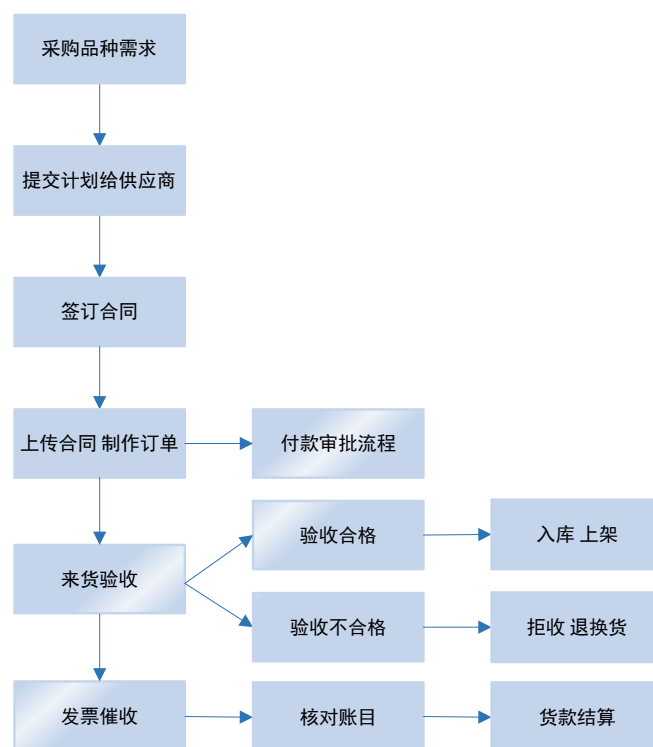 采购品种需求
提交计划给供应商
签订合同
上传合同 制作订单
付款审批流程
验收合格
入库 上架
来货验收
验收不合格
拒收 退换货
发票催收
核对账目
货款结算